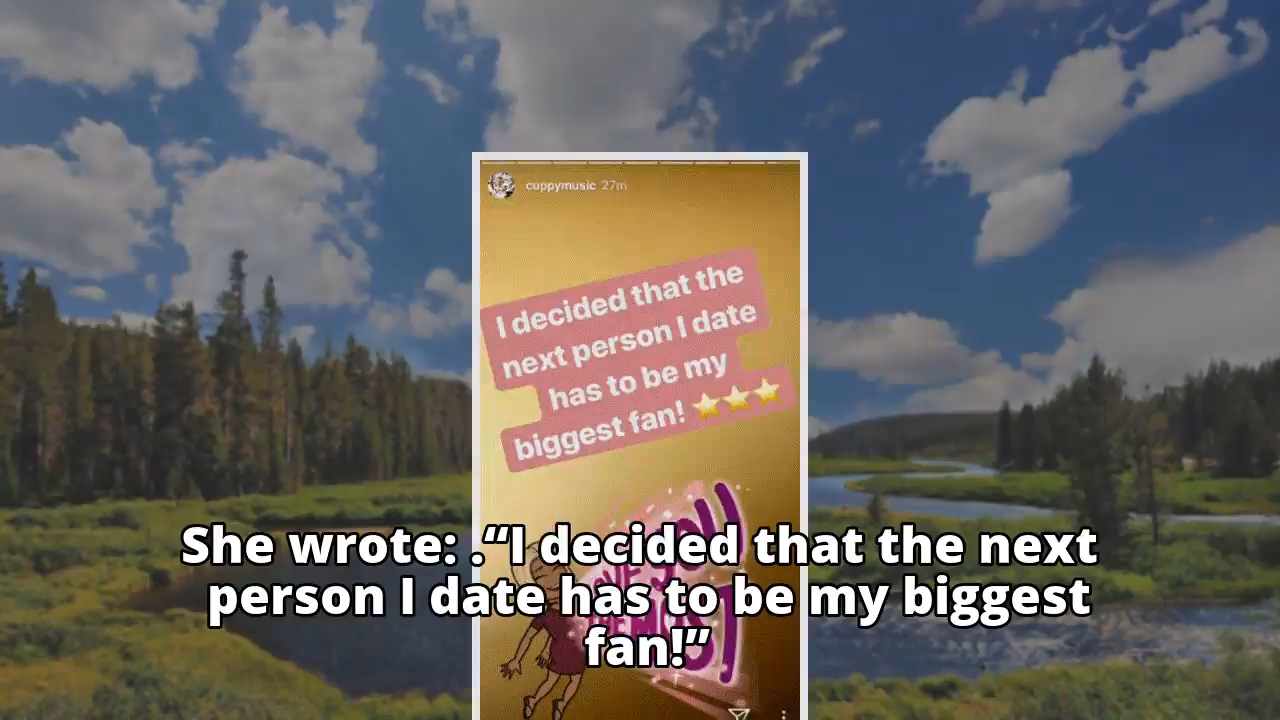 cuppymusic 27m
I decided that the
next person I date
has to be my
biggest fan! ⭐⭐⭐
She wrote: .“I decided that the next
person I date has to be my biggest
fan!”